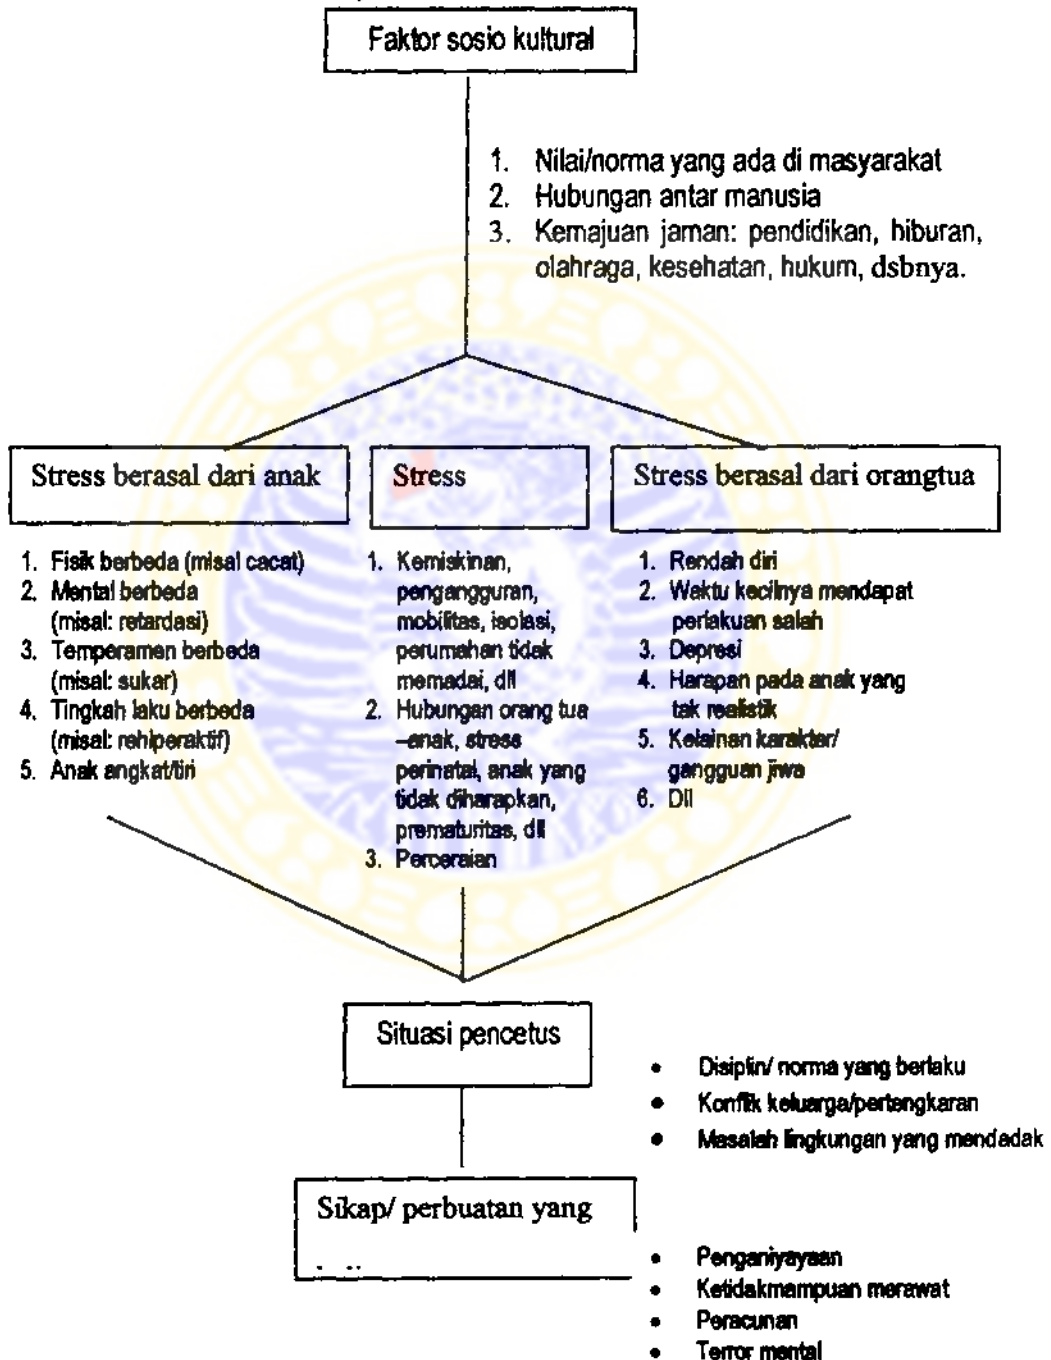 Faktor sosio kultural
1. Nilai/norma yang ada di masyarakat
2. Hubungan antar manusia
3. Kemajuan jaman: pendidikan, hiburan,
olahraga, kesehatan, hukum, dsbnya.
Stress berasal dari anak
1. Fisik berbeda (misal cacat)
2. Mental berbeda
(misal: retardasi)
3. Temperamen berbeda
(misal: sukar)
4. Tingkah laku berbeda
(misal: rehiperaktif)
5. Anak angkat/tiri
Stress
1. Kemiskinan,
pengangguran,
mobilitas, isolasi,
perumahan tidak
memadai, dll
2. Hubungan orang tua
–anak, stress
perinatal, anak yang
tidak diharapkan,
prematuritas, dll
3. Perceraian
Stress berasal dari orangtua
1. Rendah diri
2. Waktu kecilnya mendapat
perlakuan salah
3. Depresi
4. Harapan pada anak yang
tak realistik
5. Kelainan karakter/
gangguan jiwa
6. Dll
Situasi pencetus
• Disiplin/ norma yang berlaku
• Konflik keluarga/pertengkaran
• Masalah lingkungan yang mendadak
Sikap/ perbuatan yang
• Penganiyayaan
• Ketidakmampuan merawat
• Peracunan
• Terror mental